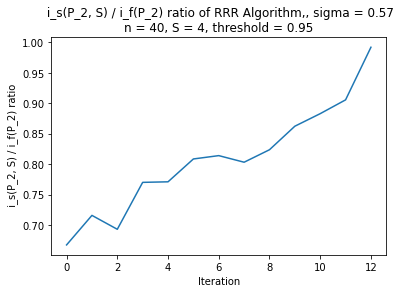 i_s(P_2, S) / i_f(P_2) ratio of RRR Algorithm,, sigma = 0.57
n = 40, S = 4, threshold = 0.95
1.00
0.95
0.90
0.85
0.80
0.75
0.70
i_s(P_2, S) / i_f(P_2) ratio
0 2 4 6 8 10 12
Iteration